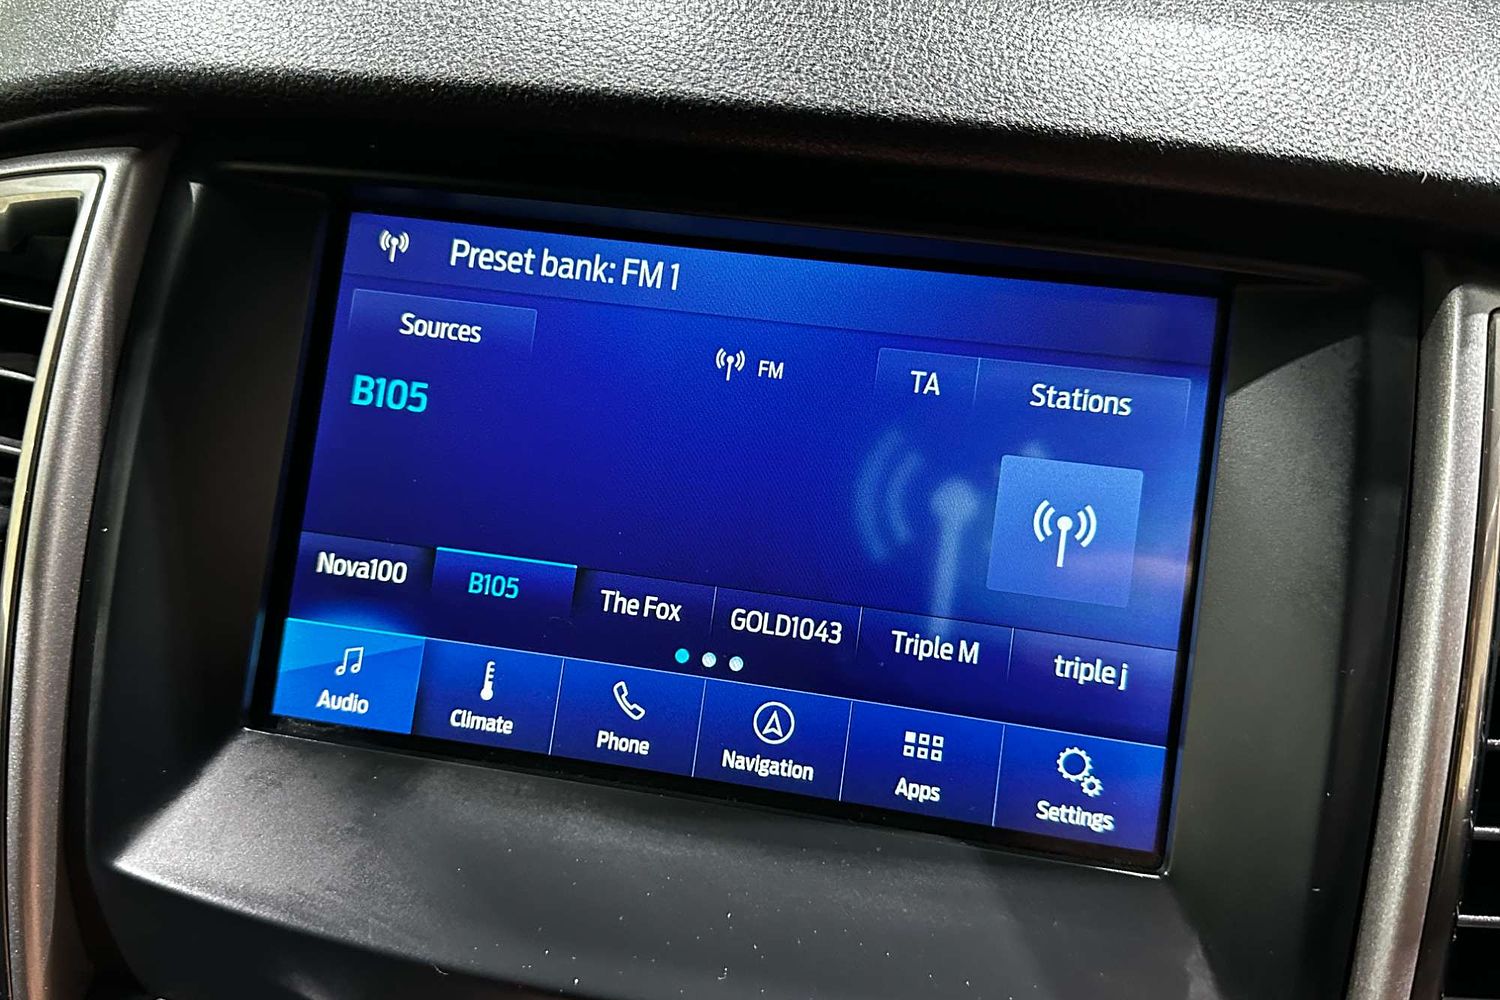 Preset bank: FM 1
Sources
FM
TA
Stations
B105
Nova100
B105
The Fox
GOLD1043
Triple M
triple j
Audio
Climate
Phone
Navigation
Apps
Settings